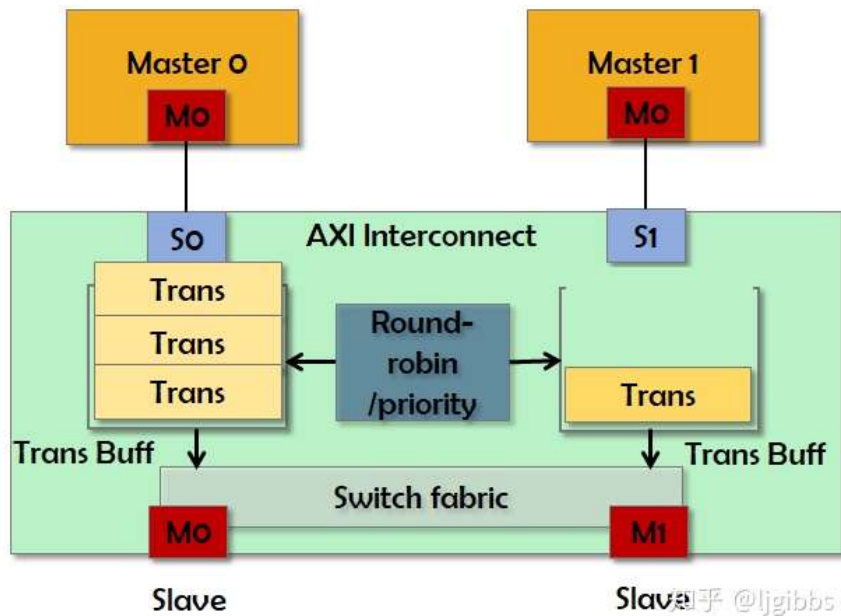 Master 0
Master 1
M0
M0
S0
AXI Interconnect
S1
Trans
Trans
Trans
Round-
robin
/priority
Trans
Trans Buff
Trans Buff
Switch fabric
M0
M1
Slave
Slave
知乎 @ljgibbs